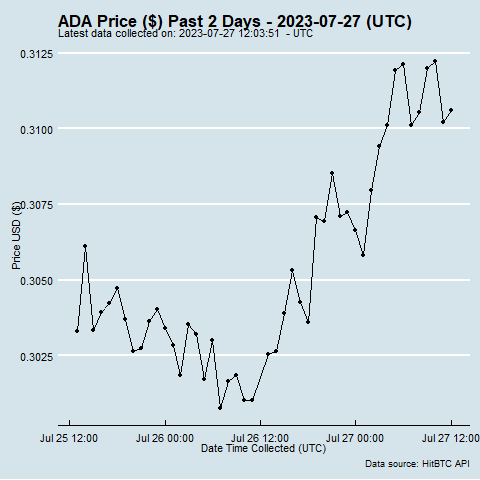 ADA Price ($) Past 2 Days - 2023-07-27 (UTC)
Latest data collected on: 2023-07-27 12:03:51  - UTC
0.3125
0.3100
0.3075
0.3050
0.3025
Price USD ($)
Jul 25 12:00 Jul 26 00:00 Jul 26 12:00 Jul 27 00:00 Jul 27 12:00
Date Time Collected (UTC)
Data source: HitBTC API